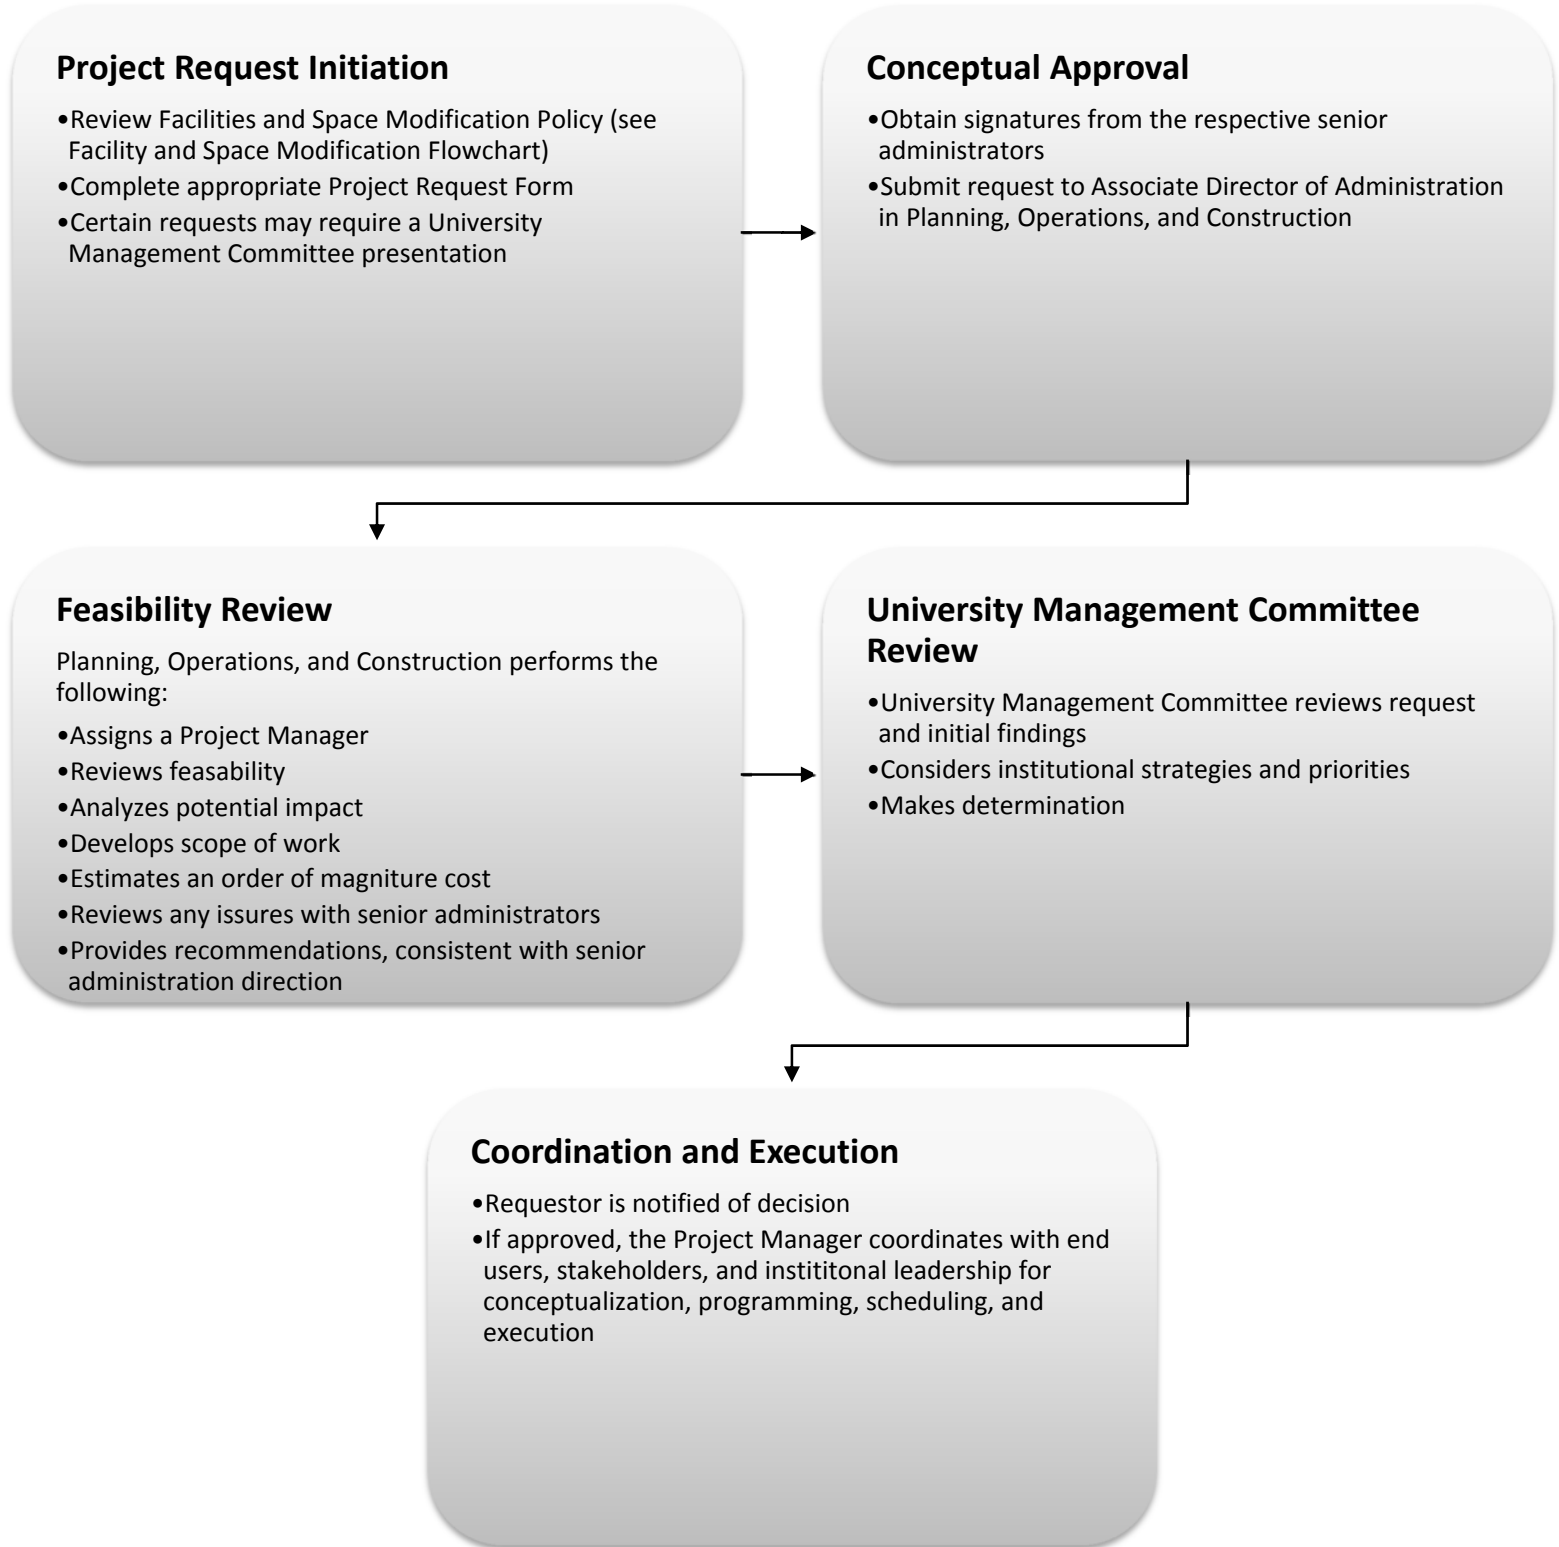 Project Request Initiation
•Review Facilities and Space Modification Policy (see
Facility and Space Modification Flowchart)
•Complete appropriate Project Request Form
•Certain requests may require a University
Management Committee presentation
Conceptual Approval
•Obtain signatures from the respective senior
administrators
•Submit request to Associate Director of Administration
in Planning, Operations, and Construction
Feasibility Review
Planning, Operations, and Construction performs the
following:
•Assigns a Project Manager
•Reviews feasability
•Analyzes potential impact
•Develops scope of work
•Estimates an order of magniture cost
•Reviews any issures with senior administrators
•Provides recommendations, consistent with senior
administration direction
University Management Committee
Review
•University Management Committee reviews request
and initial findings
•Considers institutional strategies and priorities
•Makes determination
Coordination and Execution
•Requestor is notified of decision
•If approved, the Project Manager coordinates with end
users, stakeholders, and instititonal leadership for
conceptualization, programming, scheduling, and
execution